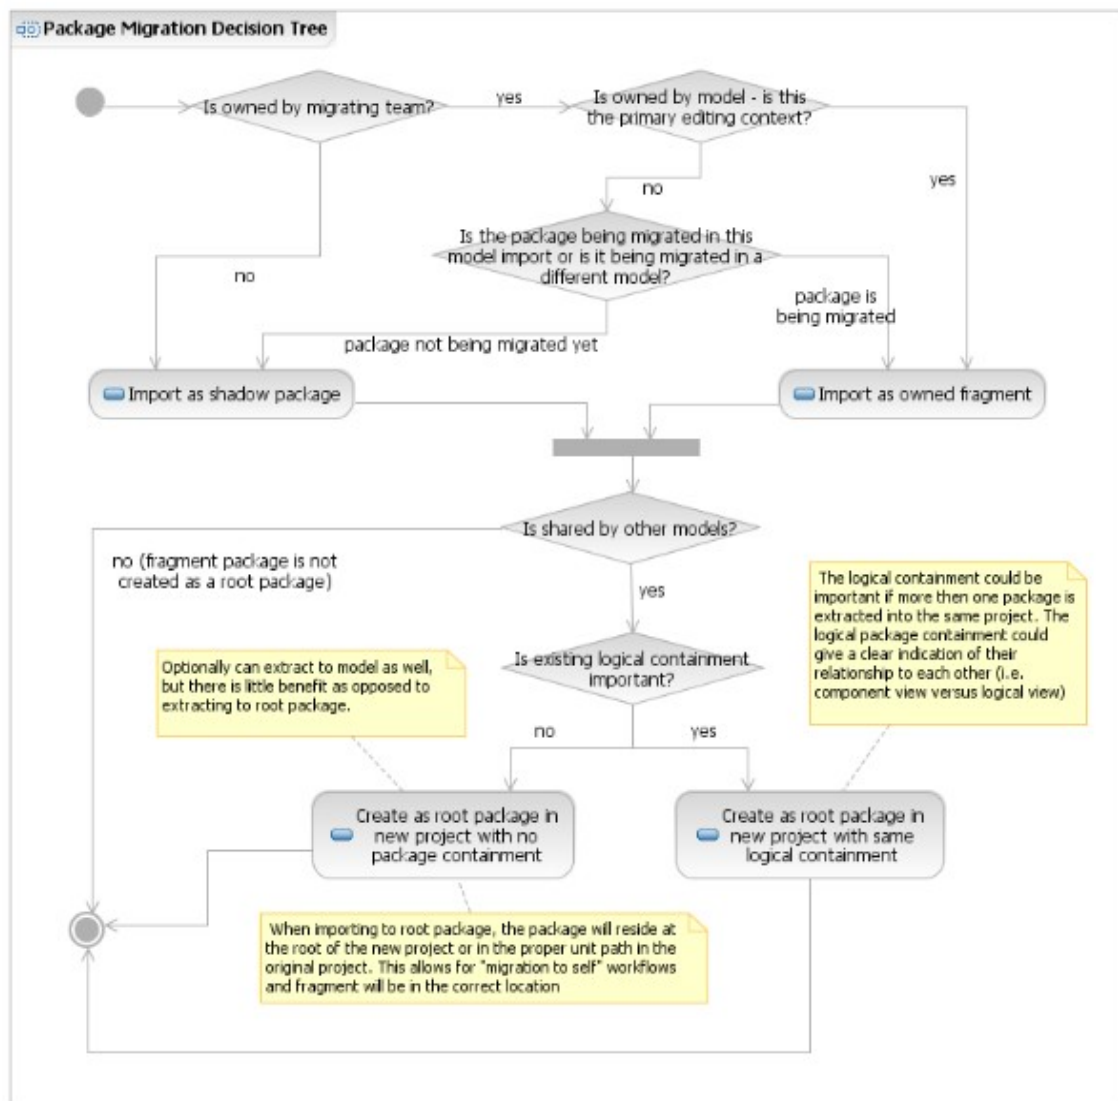 Package Migration Decision Tree
Is owned by migrating team?
yes
Is owned by model - is this
the primary editing context?
yes
no
Is the package being migrated in this
model import or is it being migrated in a
different model?
no
package is
being migrated
package not being migrated yet
Import as shadow package
Import as owned fragment
Is shared by other models?
no (fragment package is not
created as a root package)
yes
The logical containment could be
important if more then one package is
extracted into the same project. The
logical package containment could
give a clear indication of their
relationship to each other (i.e.
component view versus logical view)
Is existing logical containment
important?
Optionally can extract to model as well,
but there is little benefit as opposed to
extracting to root package.
no
yes
Create as root package in
new project with no
package containment
Create as root package in
new project with same
logical containment
When importing to root package, the package will reside at
the root of the new project or in the proper unit path in the
original project. This allows for "migration to self" workflows
and fragment will be in the correct location